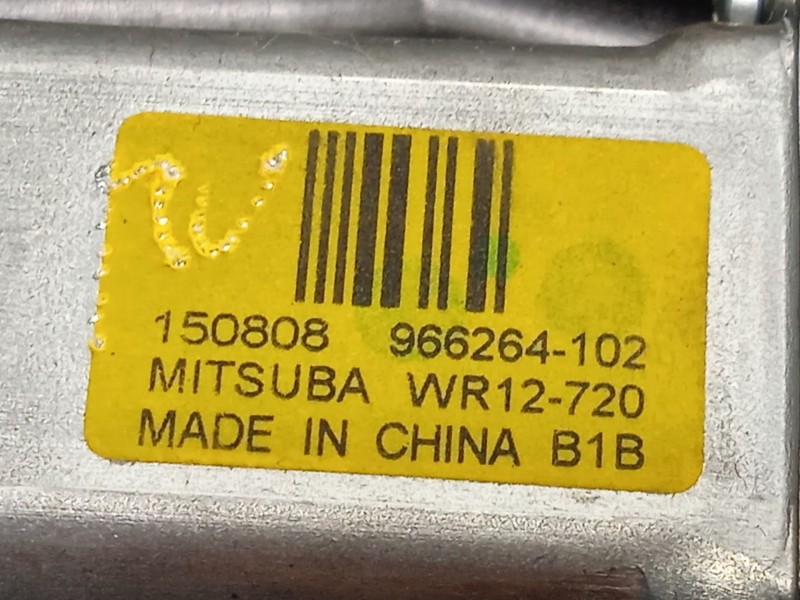 150808 966264-102
MITSUBA WR12-720
MADE IN CHINA B1B